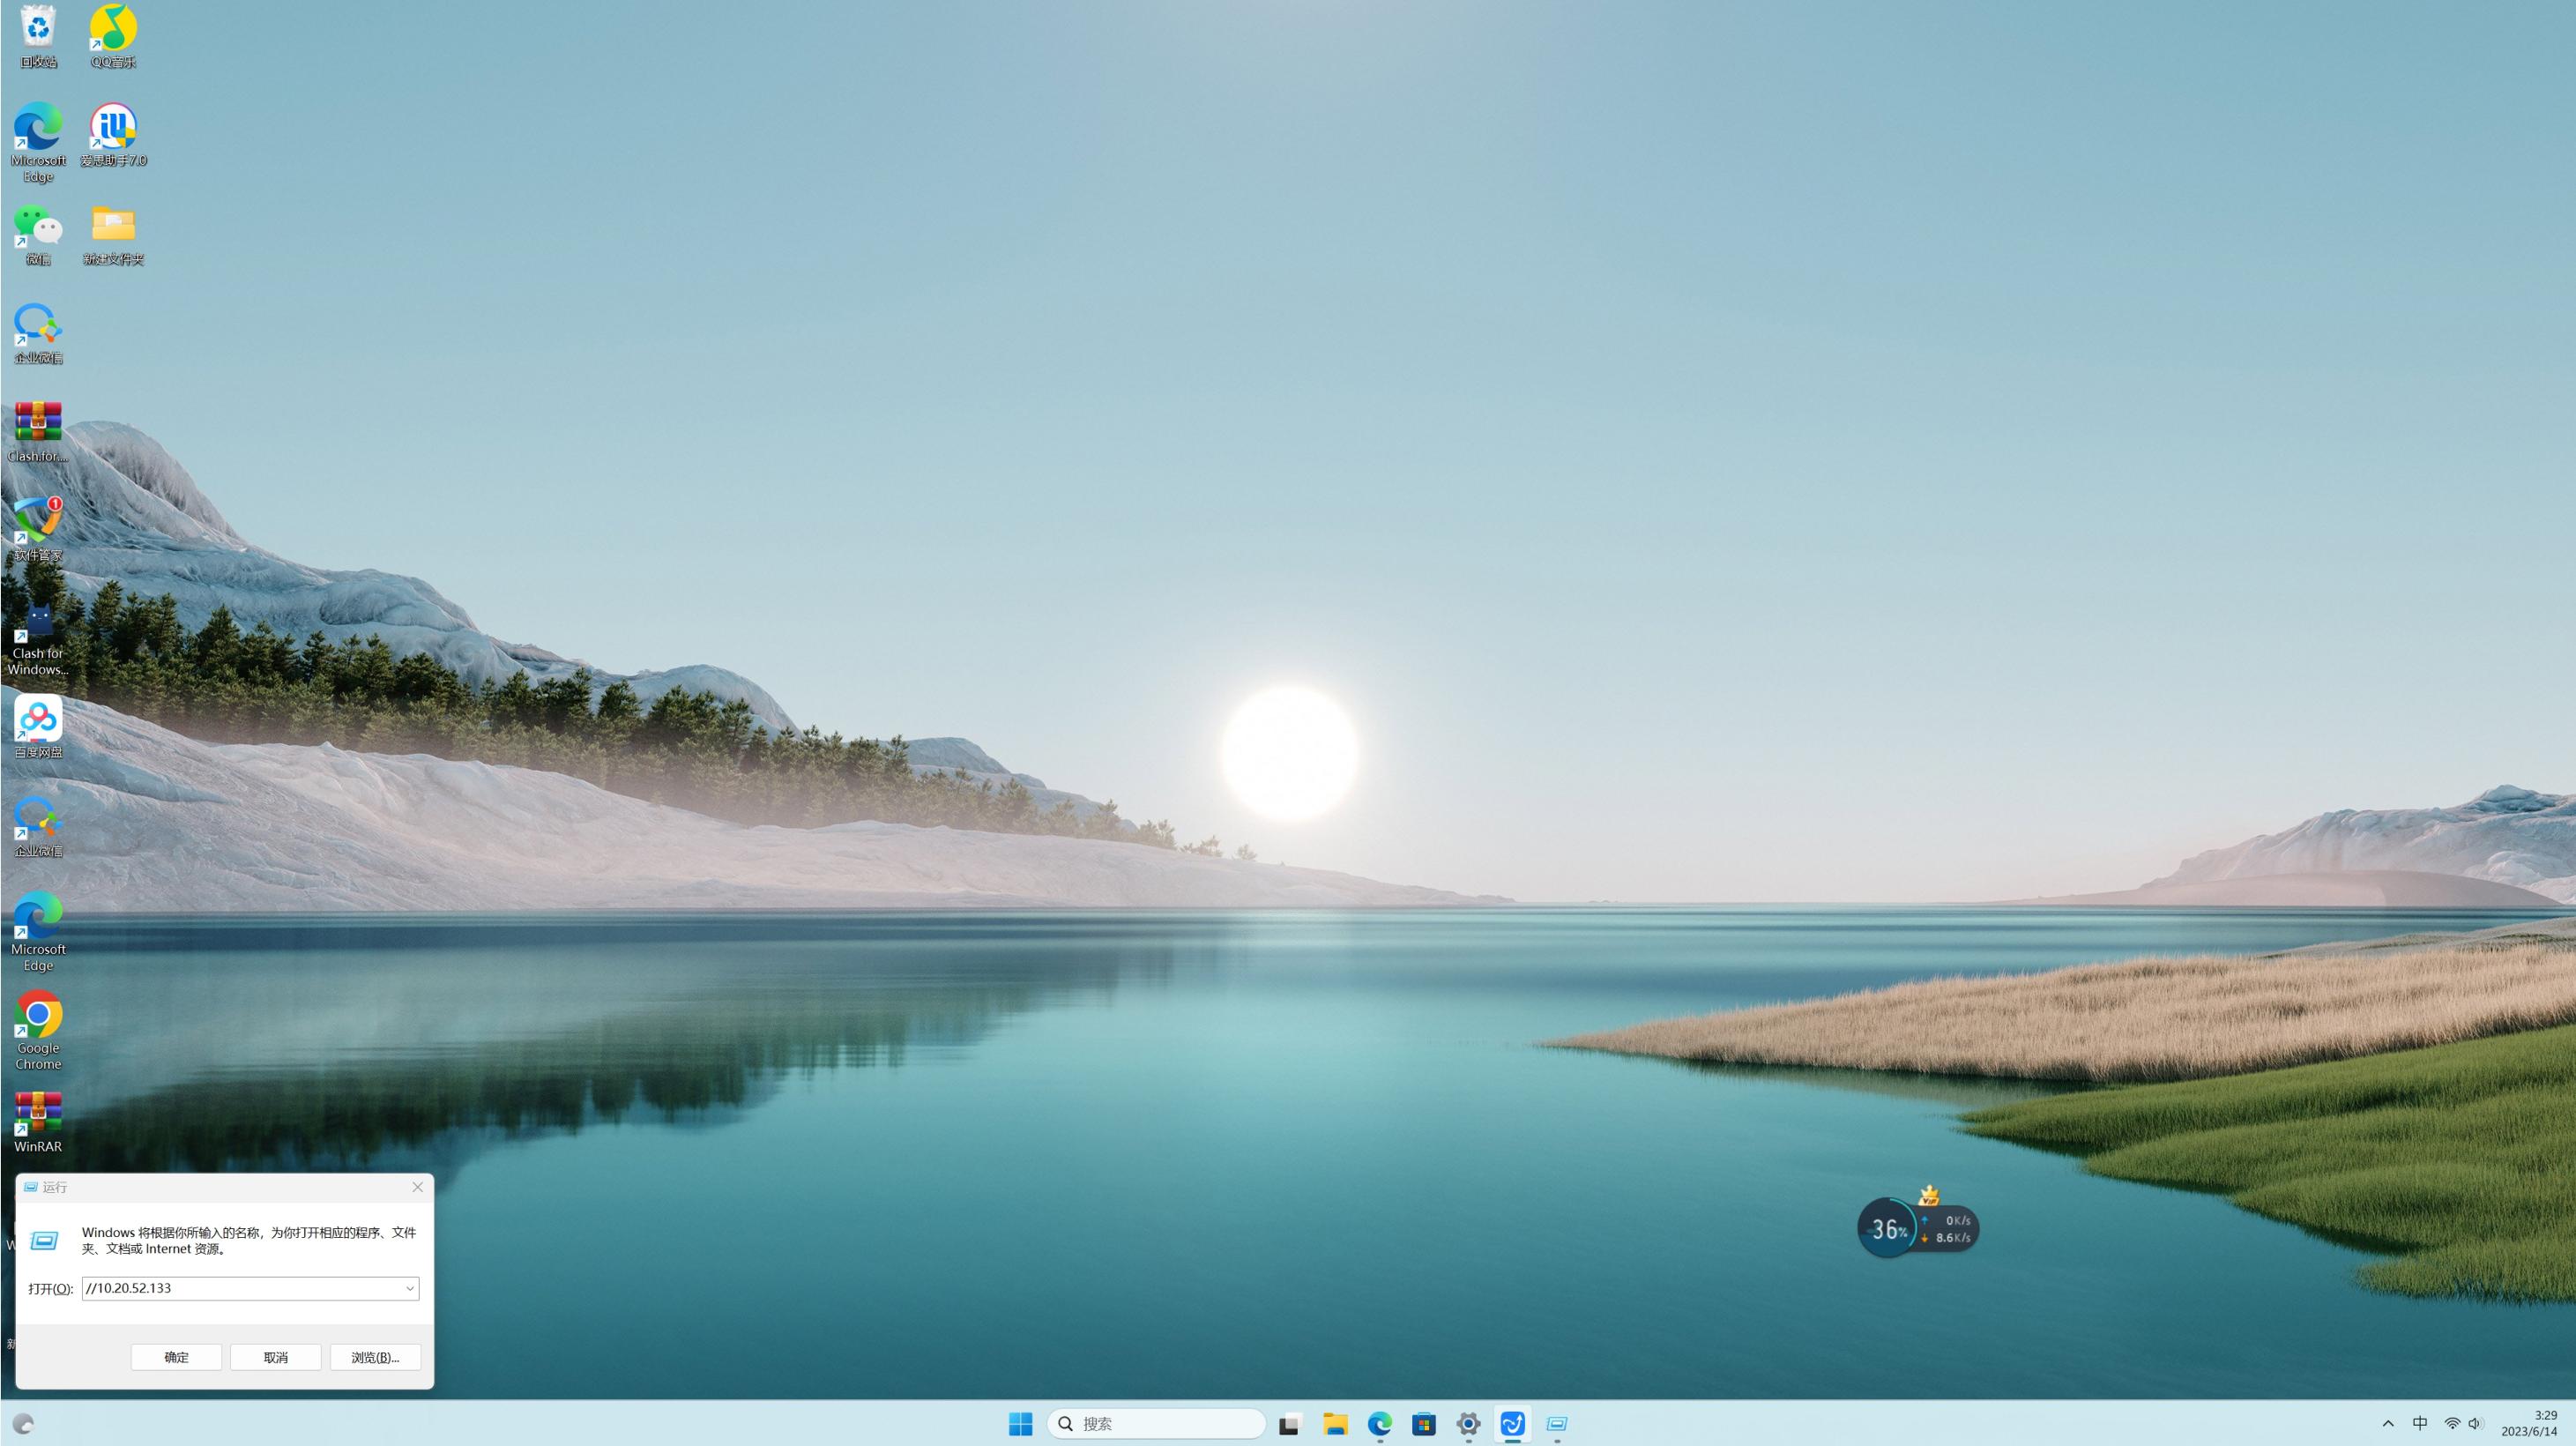 回收站
QQ音乐
Microsoft
Edge
爱思助手7.0
微信
新建文件夹
企业微信
Clash.for....
1
软件管家
Clash for
Windows...
百度网盘
企业微信
Microsoft
Edge
Google
Chrome
WinRAR
运行
Windows 将根据你所输入的名称，为你打开相应的程序、文件
夹、文档或 Internet 资源。
打开(O):
//10.20.52.133
确定
取消
浏览(B)...
W
新
VIP
36%
0K/s
8.6K/s
搜索
中
3:29
2023/6/14